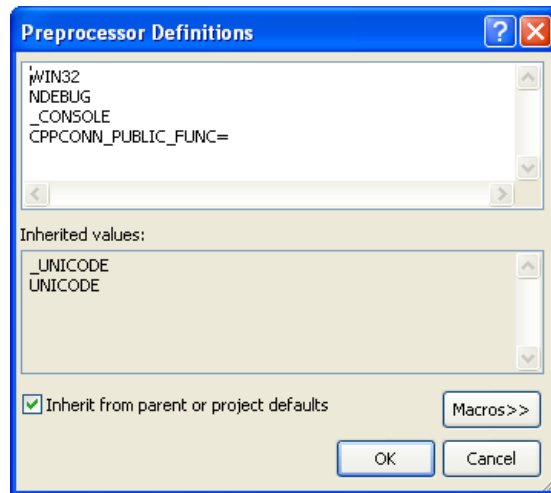 Preprocessor Definitions
WIN32
NDEBUG
_CONSOLE
CPPCONN_PUBLIC_FUNC=
Inherited values:
_UNICODE
UNICODE
Inherit from parent or project defaults
Macros>>
OK
Cancel